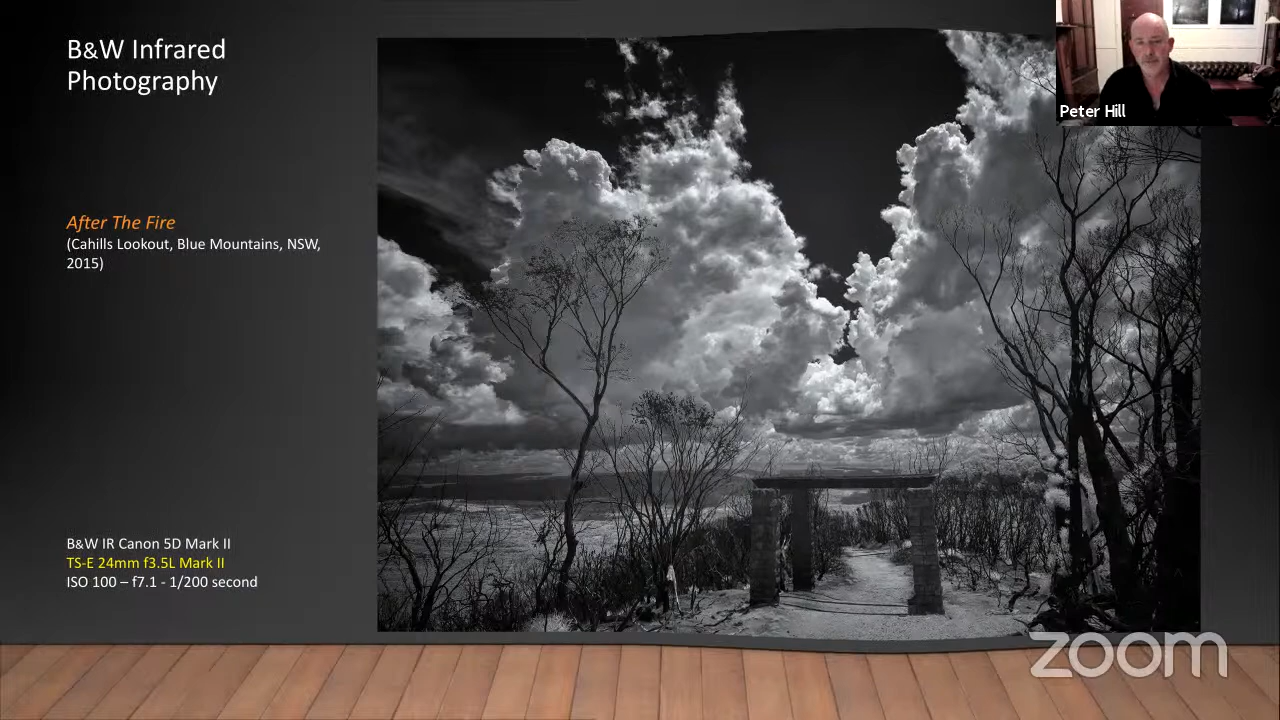 B&W Infrared
Photography
Peter Hill
After The Fire
(Cahills Lookout, Blue Mountains, NSW,
2015)
B&W IR Canon 5D Mark II
TS-E 24mm f3.5L Mark II
ISO 100 – f7.1 - 1/200 second
zoom